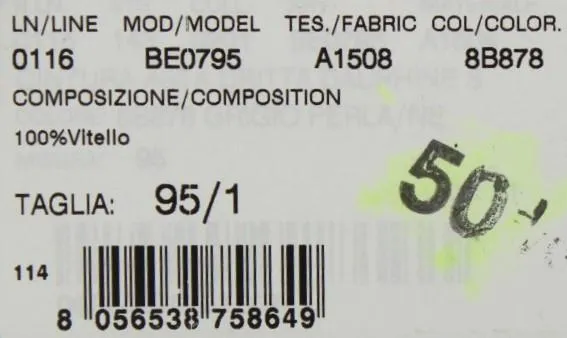 LN/LINE MOD/MODEL TES./FABRIC COL/COLOR.
0116 BE0795 A1508 8B878
COMPOSIZIONE/COMPOSITION
100%Vitello
TAGLIA: 95/1
50
114
8 056538 758649